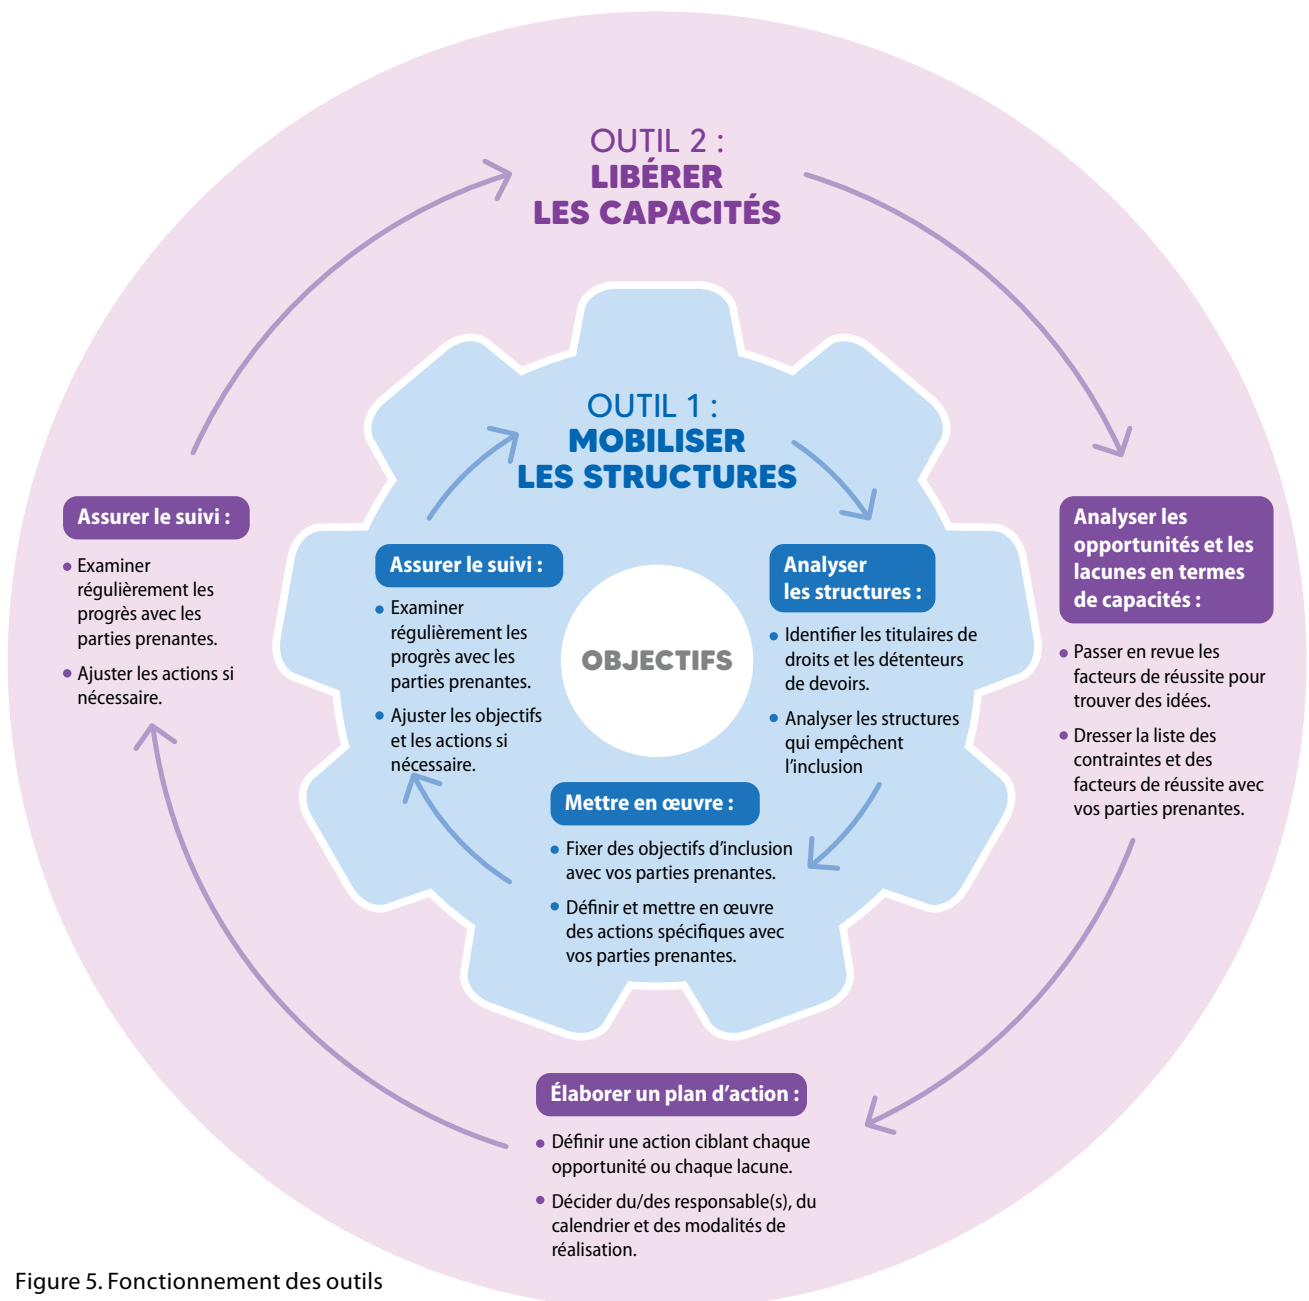 OUTIL 2 :
LIBÉRER
LES CAPACITÉS
OUTIL 1 :
MOBILISER
LES STRUCTURES
Assurer le suivi :
• Examiner
régulièrement les
progrès avec les
parties prenantes.
• Ajuster les actions si
nécessaire.
Assurer le suivi :
• Examiner
régulièrement les
progrès avec les
parties prenantes.
• Ajuster les objectifs
et les actions si
nécessaire.
OBJECTIFS
Analyser
les structures :
• Identifier les titulaires de
droits et les détenteurs
de devoirs.
• Analyser les structures
qui empêchent
l’inclusion
Analyser les
opportunités et les
lacunes en termes
de capacités :
• Passer en revue les
facteurs de réussite pour
trouver des idées.
• Dresser la liste des
contraintes et des
facteurs de réussite avec
vos parties prenantes.
Mettre en œuvre :
• Fixer des objectifs d’inclusion
avec vos parties prenantes.
• Définir et mettre en œuvre
des actions spécifiques avec
vos parties prenantes.
Élaborer un plan d’action :
• Définir une action ciblant chaque
opportunité ou chaque lacune.
• Décider du/des responsable(s), du
calendrier et des modalités de
réalisation.
Figure 5. Fonctionnement des outils